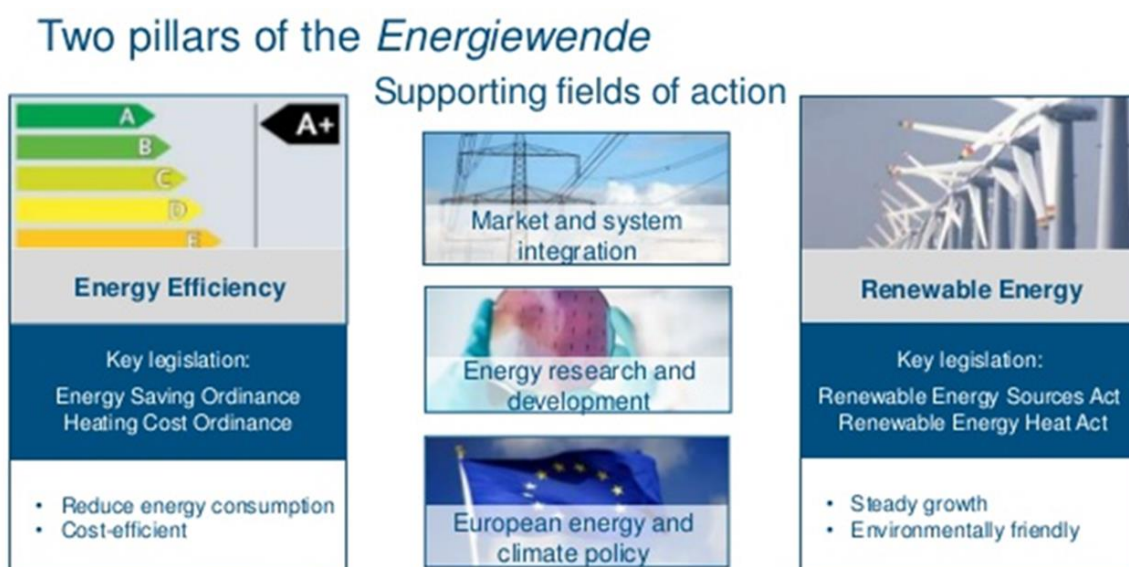 Two pillars of the Energiewende
Supporting fields of action
A
B
C
D
E
A+
Energy Efficiency
Key legislation:
Energy Saving Ordinance
Heating Cost Ordinance
• Reduce energy consumption
• Cost-efficient
Market and system
integration
Energy research and
development
European energy and
climate policy
Renewable Energy
Key legislation:
Renewable Energy Sources Act
Renewable Energy Heat Act
• Steady growth
• Environmentally friendly